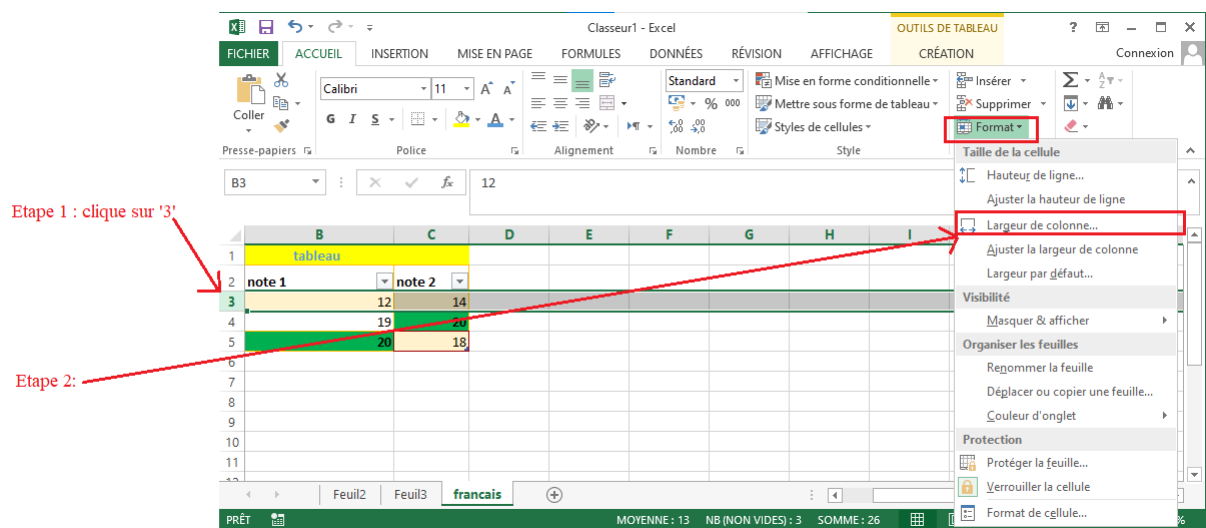 Classeur1 - Excel
OUTILS DE TABLEAU
?
FICHIER ACCUEIL INSERTION MISE EN PAGE FORMULES DONNÉES RÉVISION AFFICHAGE CRÉATION Connexion
Coller
Calibri 11 A A
G I S A
Standard
% 000
Mise en forme conditionnelle
Mettre sous forme de tableau
Styles de cellules
Insérer
Supprimer
Format
Presse-papiers Police Alignement Nombre Style
B3 fx 12
Taille de la cellule
Hauteur de ligne...
Ajuster la hauteur de ligne
Largeur de colonne...
Ajuster la largeur de colonne
Largeur par défaut...
Visibilité
Masquer & afficher
Organiser les feuilles
Renommer la feuille
Déplacer ou copier une feuille...
Couleur d'onglet
Protection
Protéger la feuille...
Verrouiller la cellule
Format de cellule...
Etape 1 : clique sur '3'
B C D E F G H I
1 tableau
2 note 1 note 2
3 12 14
4 19 20
5 20 18
6
7
Etape 2:
8
9
10
11
Feuil2 Feuil3 francais
PRÊT MOYENNE : 13 NB (NON VIDES) : 3 SOMME : 26 %